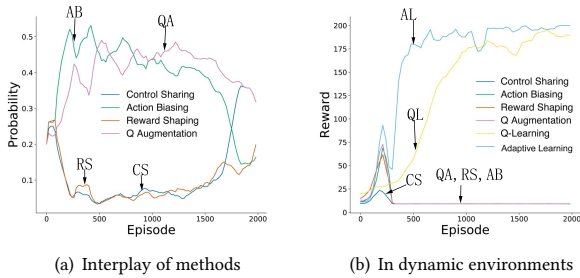 AB
QA
RS
CS
Control Sharing
Action Biasing
Reward Shaping
Q Augmentation
Probability
0.5
0.4
0.3
0.2
0.1
0
500
1000
1500
2000
Episode
(a) Interplay of methods
AL
QL
CS
QA, RS, AB
Control Sharing
Action Biasing
Reward Shaping
Q Augmentation
Q-Learning
Adaptive Learning
Reward
200
175
150
125
100
75
50
25
0
0
500
1000
1500
2000
Episode
(b) In dynamic environments